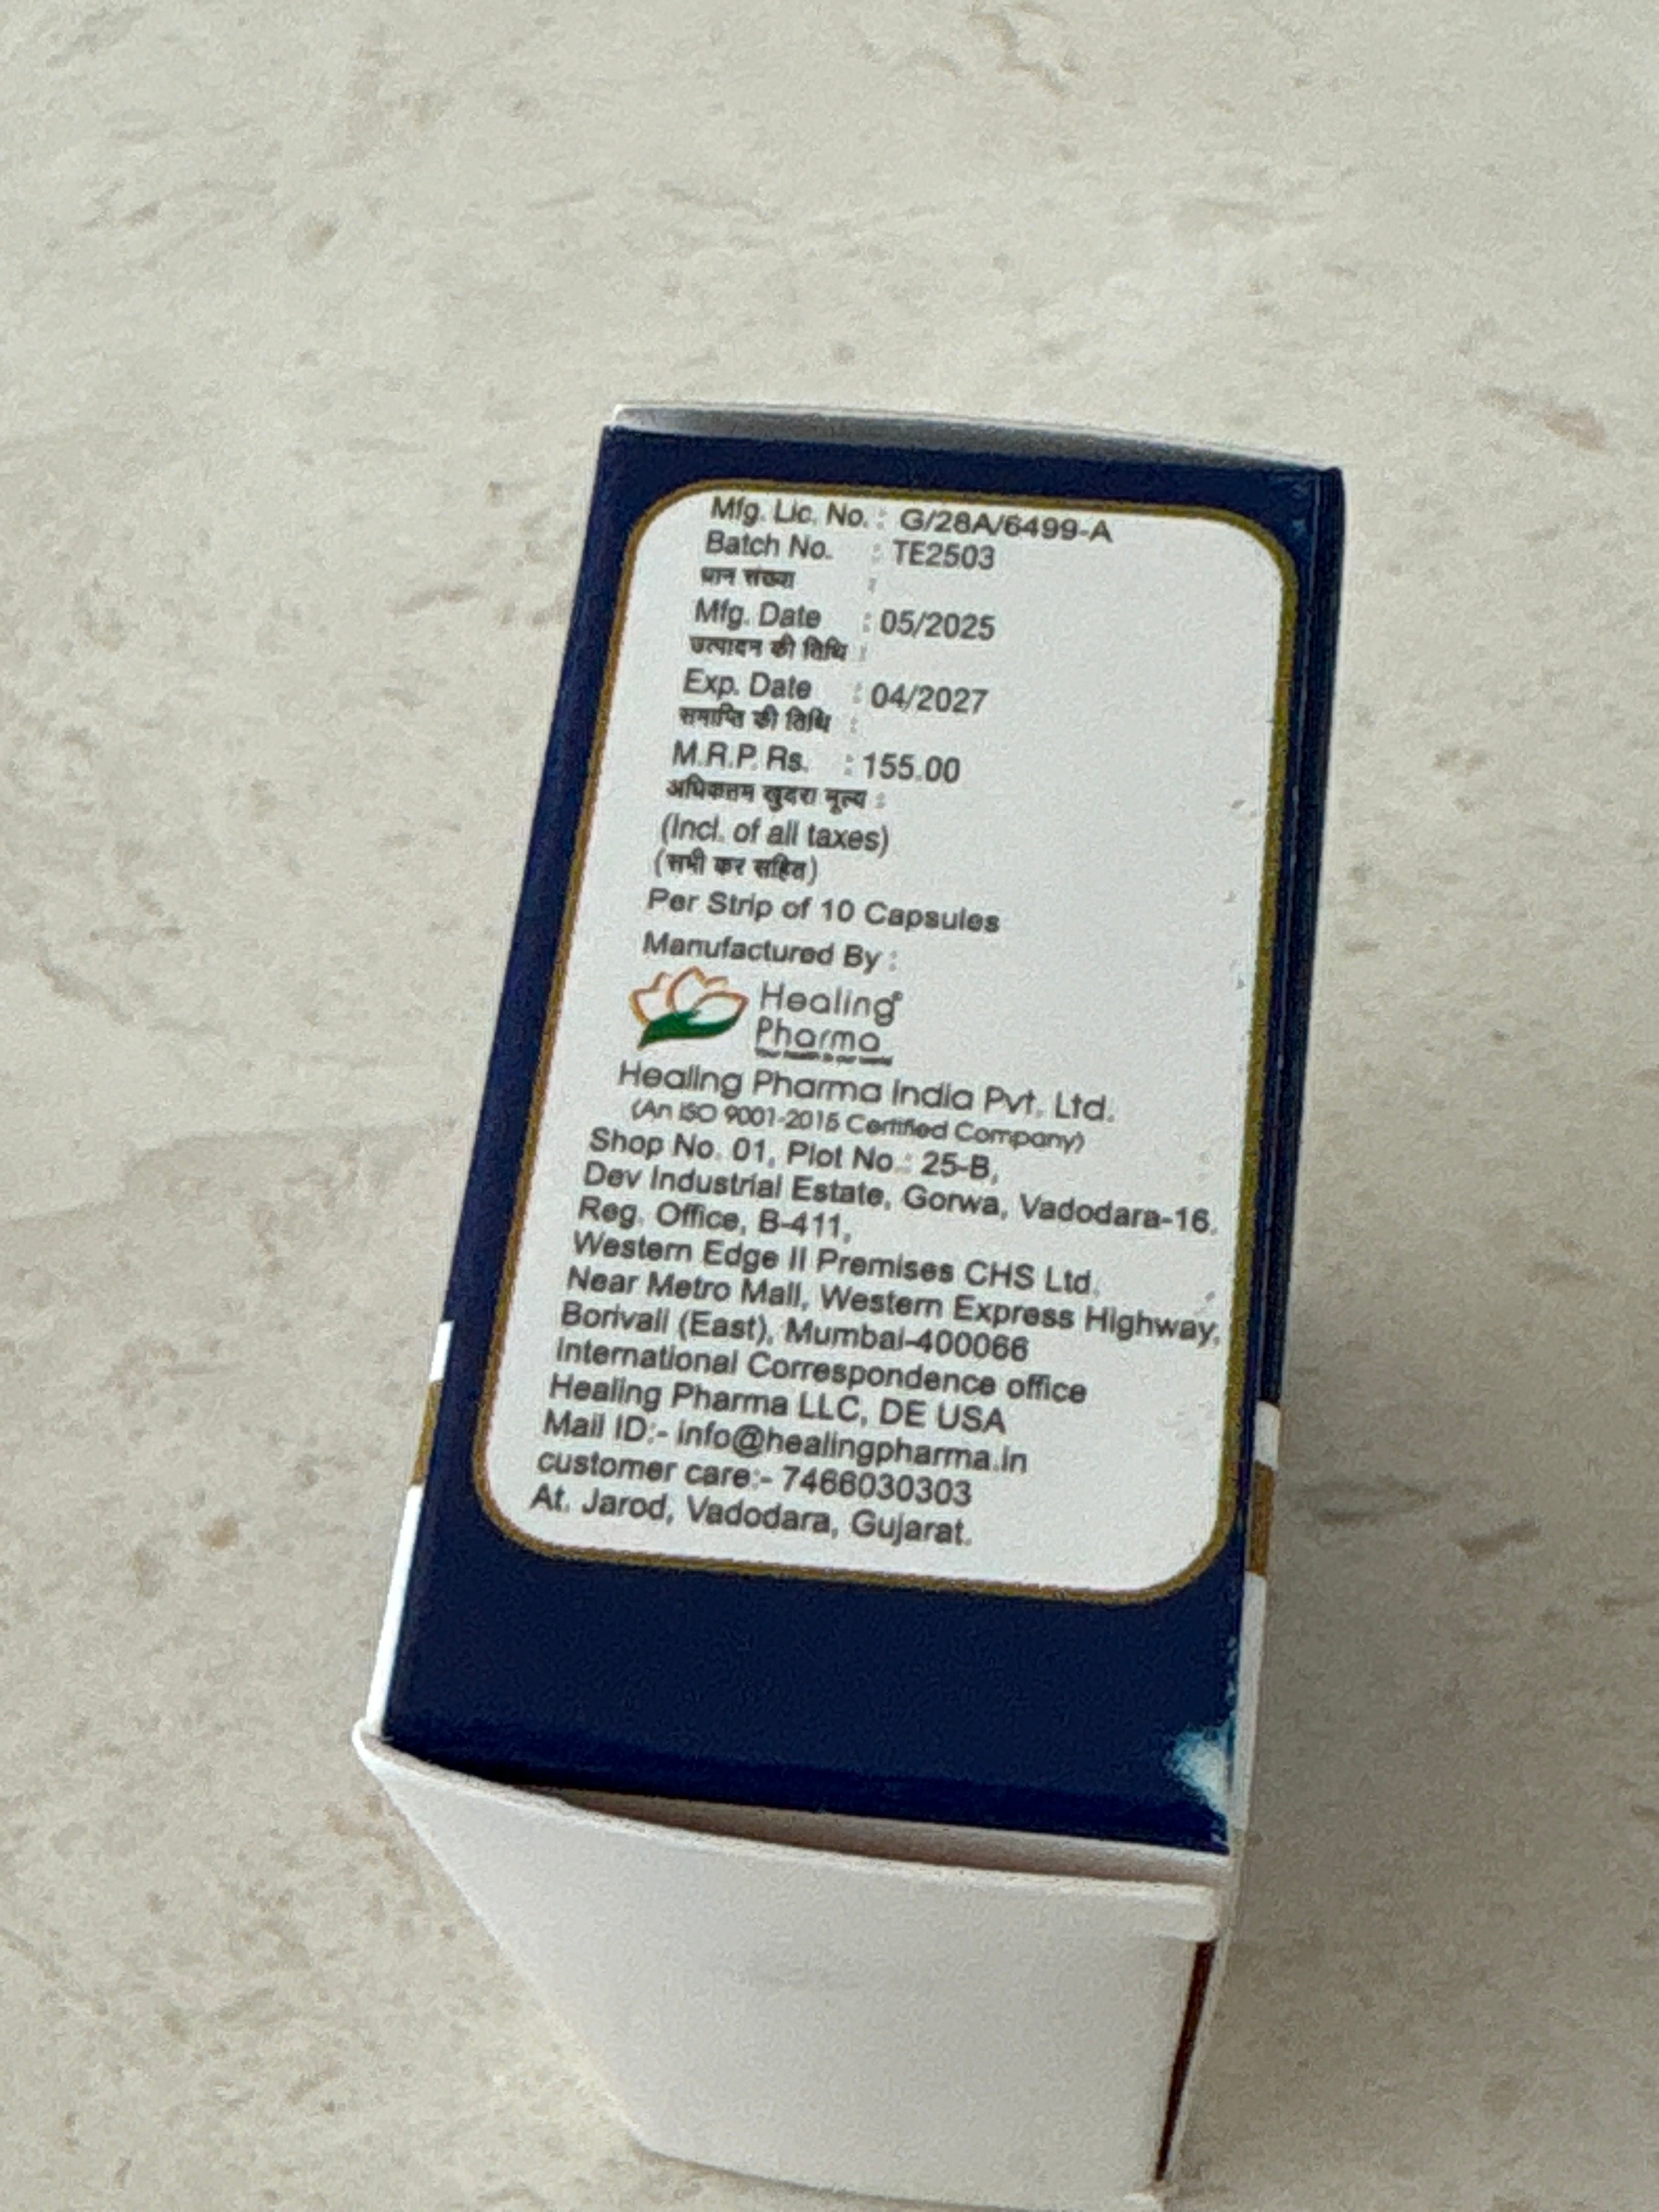 Mfg. Lic. No. : G/28A/6499-A
Batch No. : TE2503
धान संख्या :
Mfg. Date : 05/2025
उत्पादन की तिथि :
Exp. Date : 04/2027
समाप्ति की तिथि :
M.R.P. Rs. : 155.00
अधिकतम खुदरा मूल्य :
(Incl. of all taxes)
(सभी कर सहित)
Per Strip of 10 Capsules
Manufactured By :
Healing®
Pharma
Your health is our world
Healing Pharma India Pvt. Ltd.
(An ISO 9001-2015 Certified Company)
Shop No. 01, Plot No.: 25-B,
Dev Industrial Estate, Gorwa, Vadodara-16.
Reg. Office, B-411,
Western Edge II Premises CHS Ltd.
Near Metro Mall, Western Express Highway,
Borivali (East), Mumbai-400066
International Correspondence office
Healing Pharma LLC, DE USA
Mail ID:- info@healingpharma.in
customer care:- 7466030303
At. Jarod, Vadodara, Gujarat.